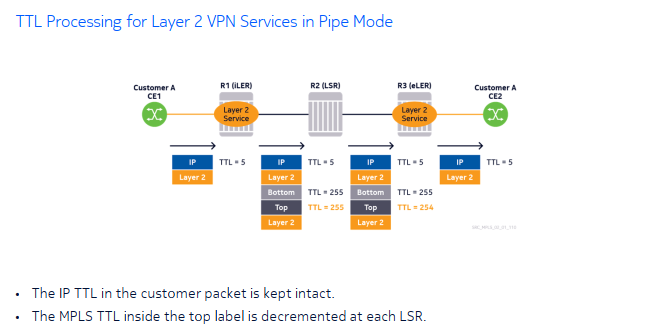 TTL Processing for Layer 2 VPN Services in Pipe Mode
Customer A
CE1
R1 (iLER)
R2 (LSR)
R3 (eLER)
Customer A
CE2
Layer 2
Service
Layer 2
Service
IP TTL = 5 IP TTL = 5 IP TTL = 5 IP TTL = 5
Layer 2 Layer 2 Layer 2 Layer 2
Bottom TTL = 255 Bottom TTL = 255
Top TTL = 255 Top TTL = 254
Layer 2 Layer 2
• The IP TTL in the customer packet is kept intact.
• The MPLS TTL inside the top label is decremented at each LSR.